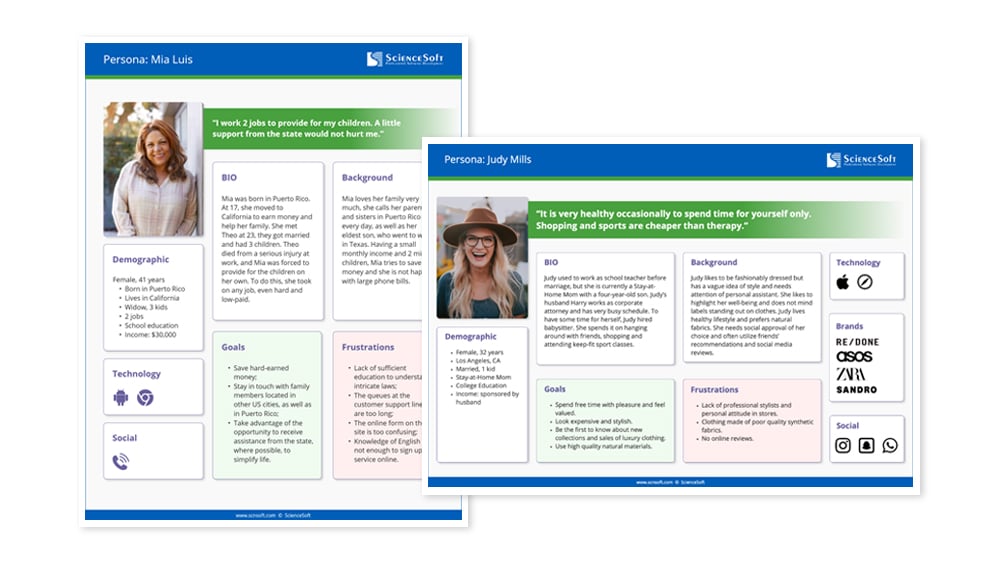 Persona: Mia Luis
ScienceSoft
Professional Software Development
"I work 2 jobs to provide for my children. A little
support from the state would not hurt me."
BIO
Mia was born in Puerto Rico.
At 17, she moved to
California to earn money and
help her family. She met
Theo at 23, they got married
and had 3 children. Theo
died from a serious injury at
work, and Mia was forced to
provide for the children on
her own. To do this, she took
on any job, even hard and
low-paid.
Background
Mia loves her family very
much, she calls her paren
and sisters in Puerto Rico
every day, as well as her
eldest son, who went to w
in Texas. Having a small
monthly income and 2 mi
children, Mia tries to save
money and she is not hap
with large phone bills.
Demographic
Female, 41 years
• Born in Puerto Rico
• Lives in California
• Widow, 3 kids
• 2 jobs
• School education
• Income: $30,000
Technology
Social
Goals
• Save hard-earned
money;
• Stay in touch with family
members located in
other US cities, as well as
in Puerto Rico;
• Take advantage of the
opportunity to receive
assistance from the state,
where possible, to
simplify life.
Frustrations
• Lack of sufficient
education to understa
intricate laws;
• The queues at the
customer support line
are too long;
• The online form on th
site is too confusing;
• Knowledge of English
not enough to sign up
service online.
www.scnsoft.com © ScienceSoft
Persona: Judy Mills
ScienceSoft
Professional Software Development
"It is very healthy occasionally to spend time for yourself only.
Shopping and sports are cheaper than therapy."
BIO
Judy used to work as school teacher before
marriage, but she is currently a Stay-at-
Home Mom with a four-year-old son. Judy's
husband Harry works as corporate
attorney and has very busy schedule. To
have some time for herself, Judy hired
babysitter. She spends it on hanging
around with friends, shopping and
attending keep-fit sport classes.
Background
Judy likes to be fashionably dressed but
has a vague idea of style and needs
attention of personal assistant. She likes to
highlight her well-being and does not mind
labels standing out on clothes. Judy lives
healthy lifestyle and prefers natural
fabrics. She needs social approval of her
choice and often utilize friends'
recommendations and social media
reviews.
Technology
Brands
RE/DONE
asos
ZARA
SANDRO
Social
Demographic
• Female, 32 years
• Los Angeles, CA
• Married, 1 kid
• Stay-at-Home Mom
• College Education
• Income: sponsored by
husband
Goals
• Spend free time with pleasure and feel
valued.
• Look expensive and stylish.
• Be the first to know about new
collections and sales of luxury clothing.
• Use high quality natural materials.
Frustrations
• Lack of professional stylists and
personal attitude in stores.
• Clothing made of poor quality synthetic
fabrics.
• No online reviews.
www.scnsoft.com © ScienceSoft